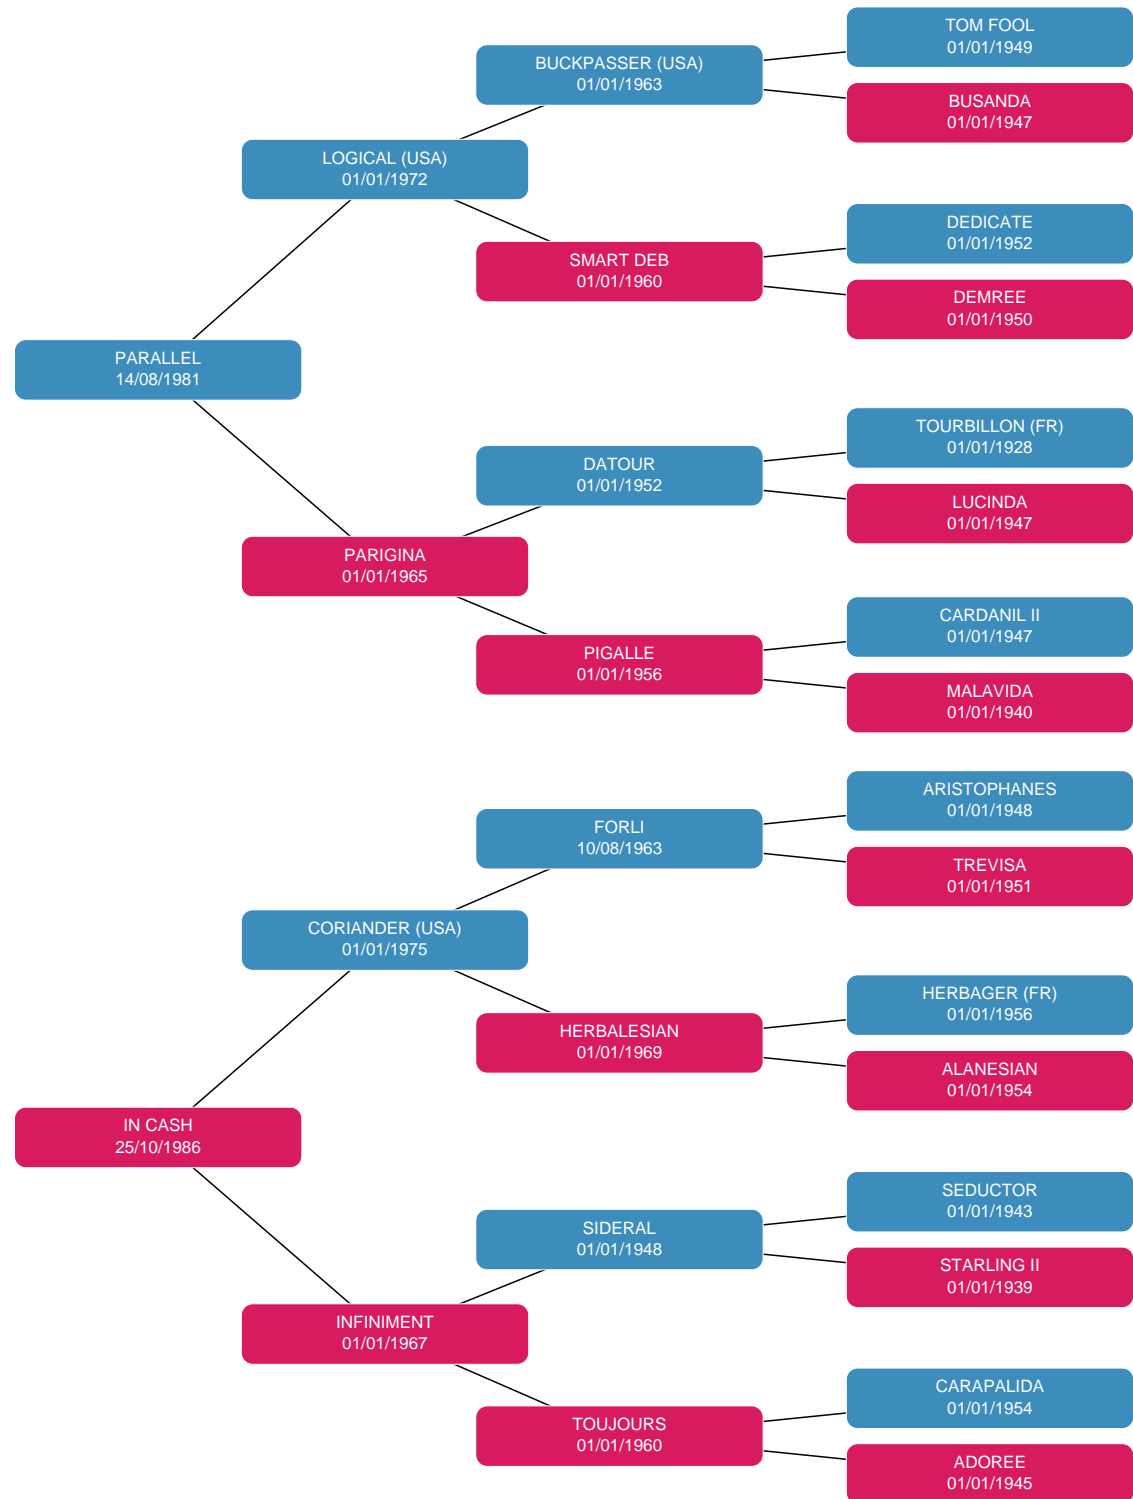 TOM FOOL
01/01/1949
BUCKPASSER (USA)
01/01/1963
BUSANDA
01/01/1947
LOGICAL (USA)
01/01/1972
DEDICATE
01/01/1952
SMART DEB
01/01/1960
DEMREE
01/01/1950
PARALLEL
14/08/1981
TOURBILLON (FR)
01/01/1928
DATOUR
01/01/1952
LUCINDA
01/01/1947
PARIGINA
01/01/1965
CARDANIL II
01/01/1947
PIGALLE
01/01/1956
MALAVIDA
01/01/1940
ARISTOPHANES
01/01/1948
FORLI
10/08/1963
TREVISA
01/01/1951
CORIANDER (USA)
01/01/1975
HERBAGER (FR)
01/01/1956
HERBALESIAN
01/01/1969
ALANESIAN
01/01/1954
IN CASH
25/10/1986
SEDUCTOR
01/01/1943
SIDERAL
01/01/1948
STARLING II
01/01/1939
INFINIMENT
01/01/1967
CARAPALIDA
01/01/1954
TOUJOURS
01/01/1960
ADOREE
01/01/1945